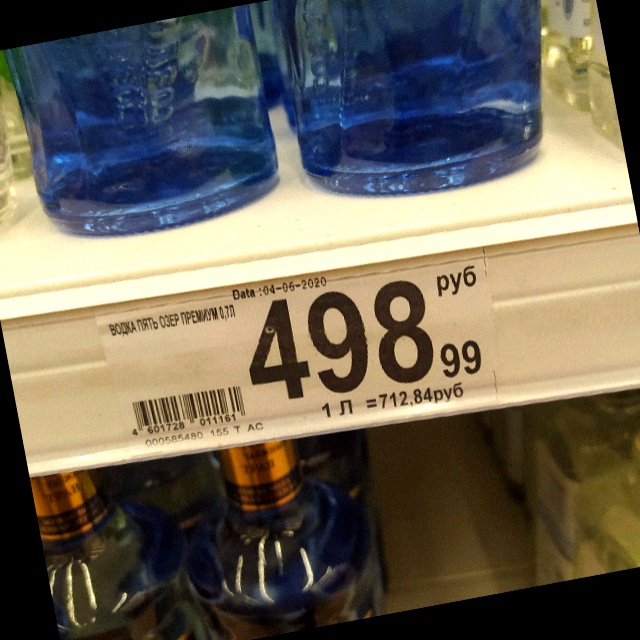 Data :04-06-2020
ВОДКА ПЯТЬ ОЗЕР ПРЕМИУМ 0,7Л
498 99 руб
1 Л =712.84руб
4 601728 011161
000585480 155 Т АС